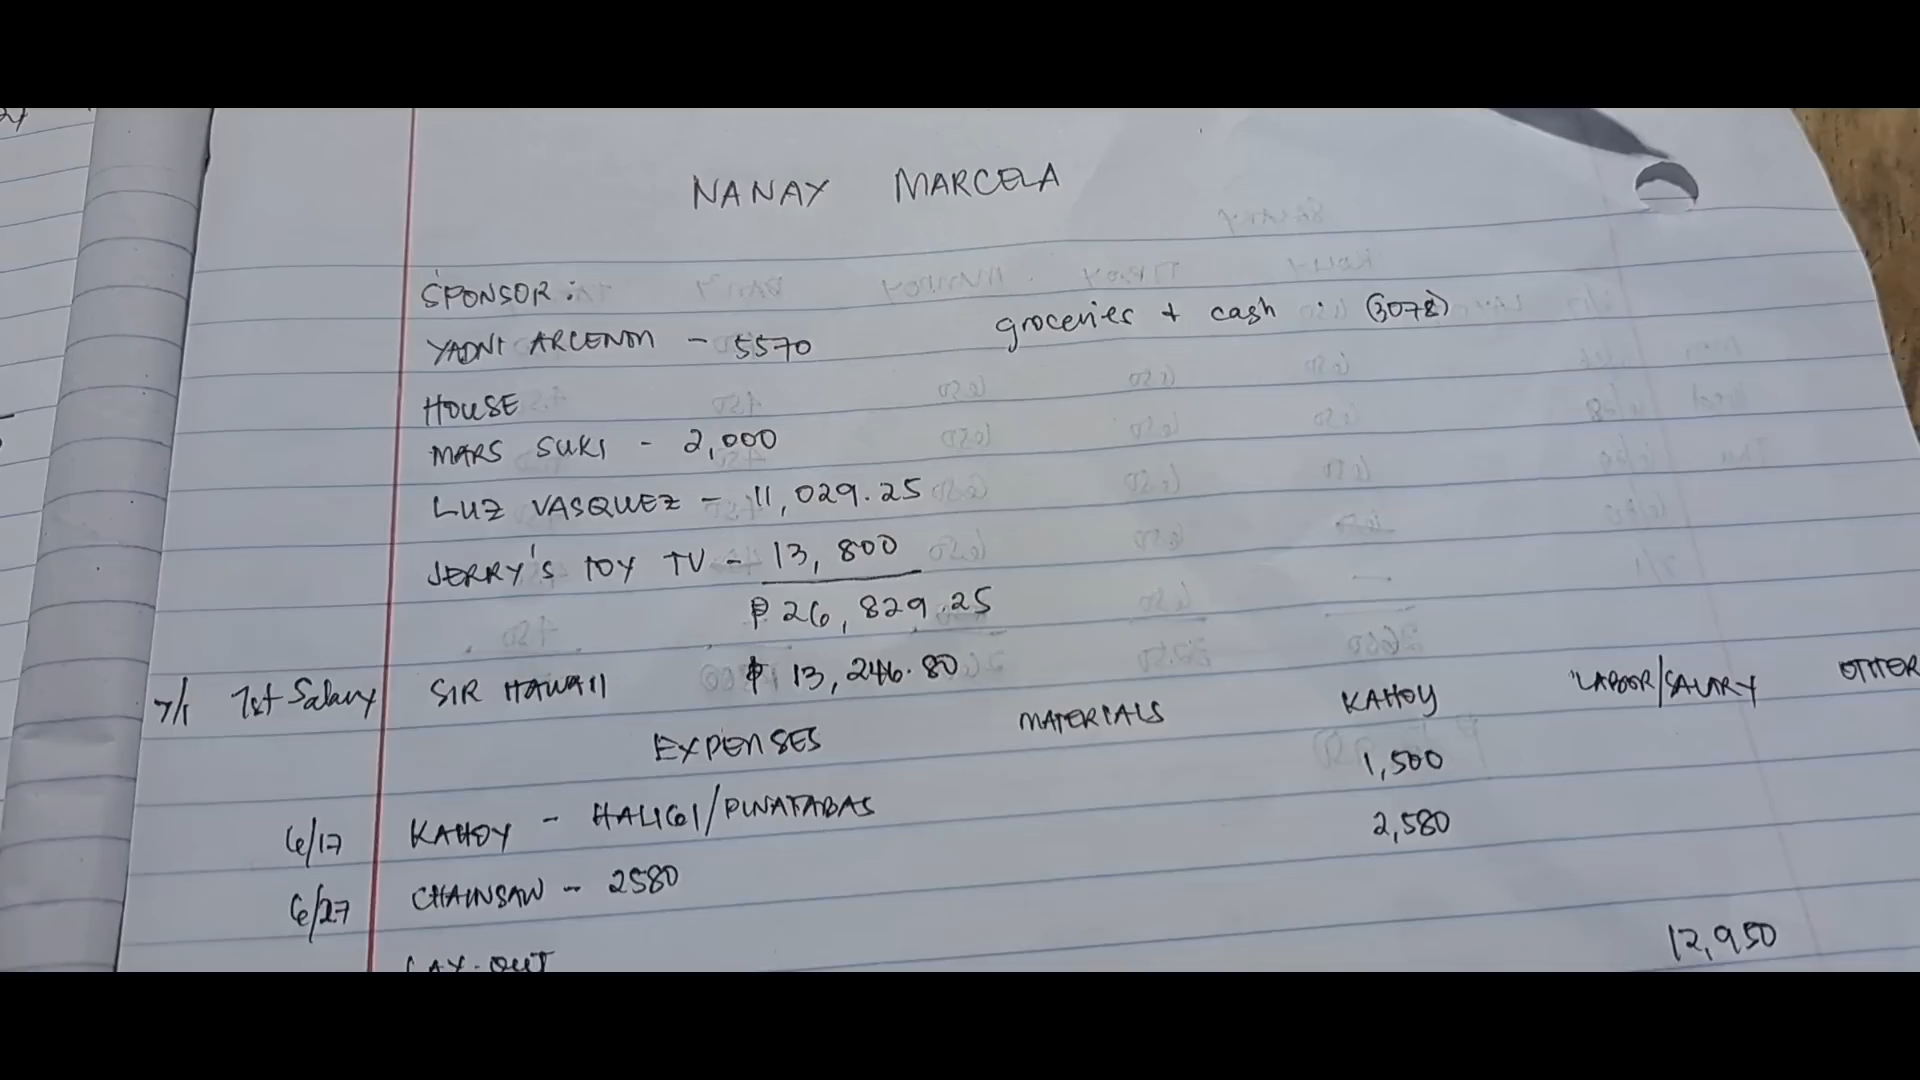 NANAY MARCELA
SPONSOR:
YADNI ARCENON - 5570 groceries + cash : (3078)
HOUSE
MARS SUKI - 2,000
LUZ VASQUEZ - 11,029.25
JERRY'S TOY TV - 13,800
₱ 26,829.25
7/1 1st Salary SIR HAWAII ₱ 13,246.80
EXPENSES MATERIALS KAHOY LABOR/SALARY OTHER
1,500
6/17 KAHOY - HALIGI/PUNATABAS
2,580
6/27 CHAINSAW - 2580
LAY-OUT 12,950